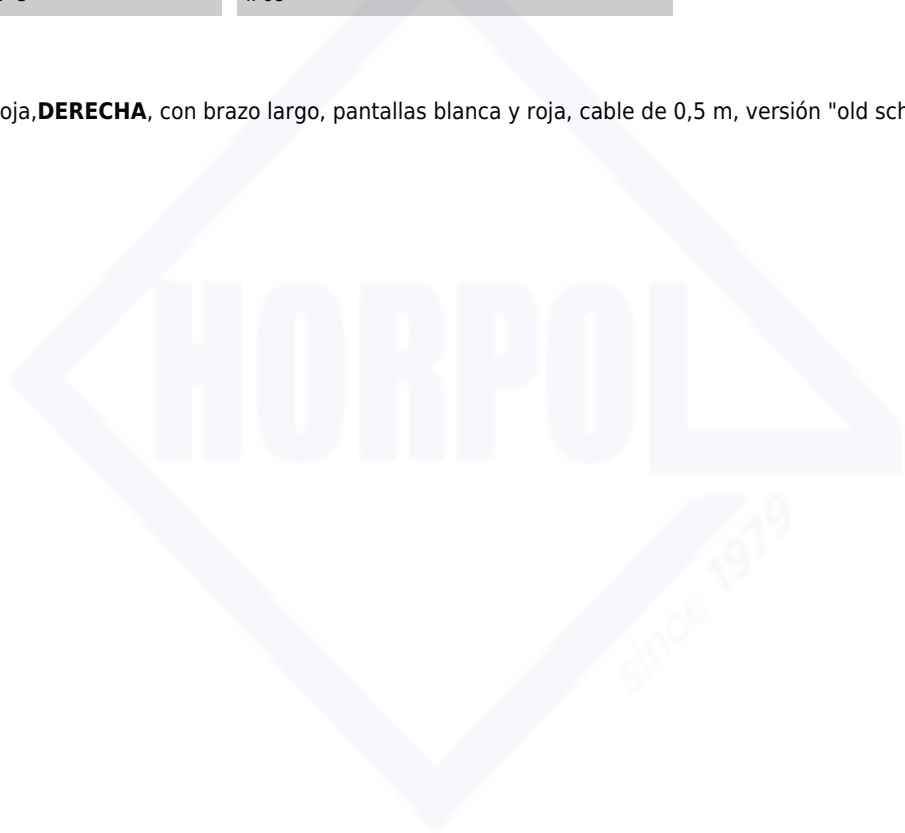 oja,DERECHA, con brazo largo, pantallas blanca y roja, cable de 0,5 m, versión "old sch
HORPOL
since 1979